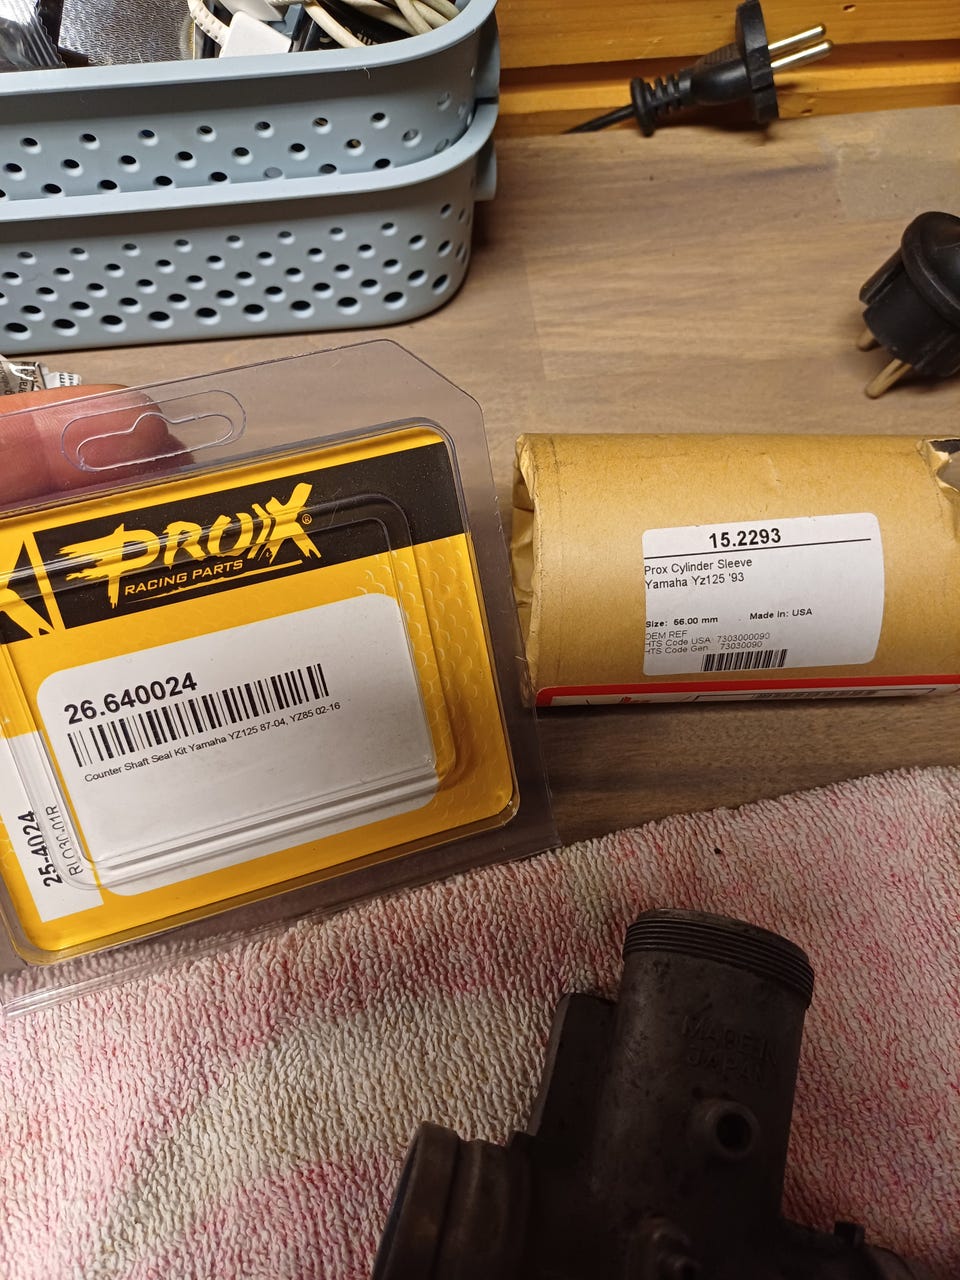 PROX®
RACING PARTS
26.640024
Counter Shaft Seal Kit Yamaha YZ125 87-04, YZ85 02-16
25-4024
15.2293
Prox Cylinder Sleeve
Yamaha Yz125 '93
Size: 56.00 mm Made in: USA
OEM REF
HTS Code USA: 7303000090
HTS Code Gen: 73030090
MADE IN
JAPAN